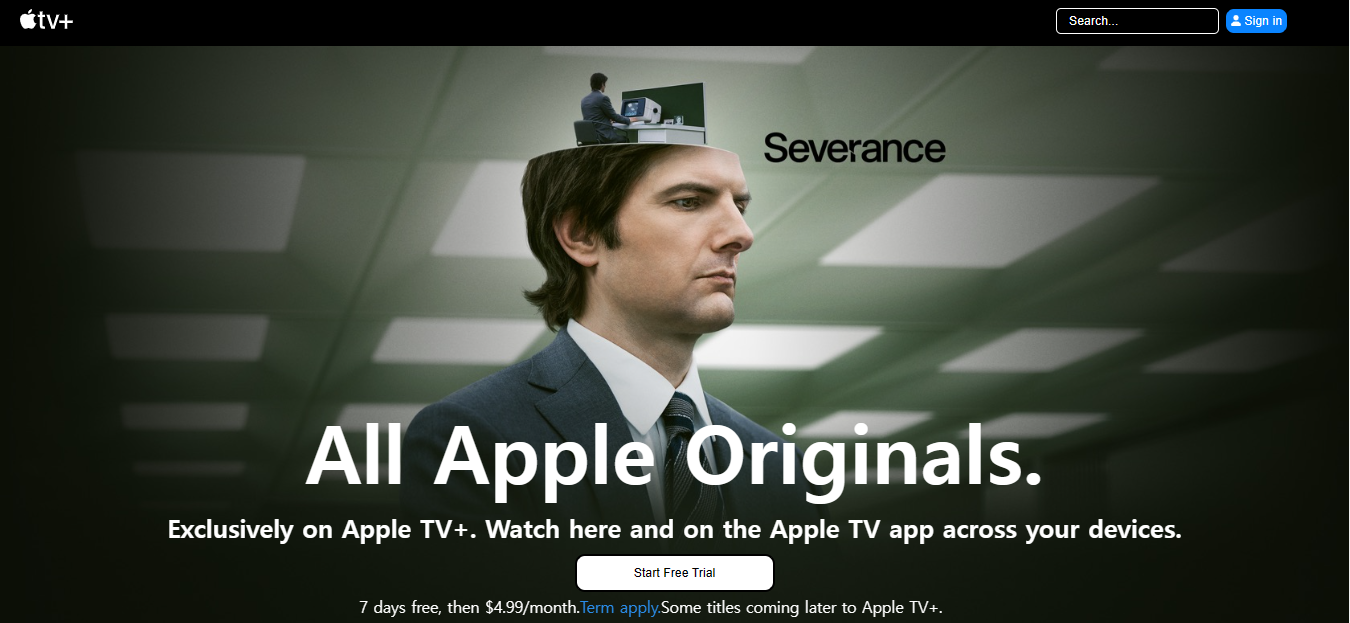 tv+
Search...
Sign in
Severance
All Apple Originals.
Exclusively on Apple TV+. Watch here and on the Apple TV app across your devices.
Start Free Trial
7 days free, then $4.99/month.Term apply.Some titles coming later to Apple TV+.